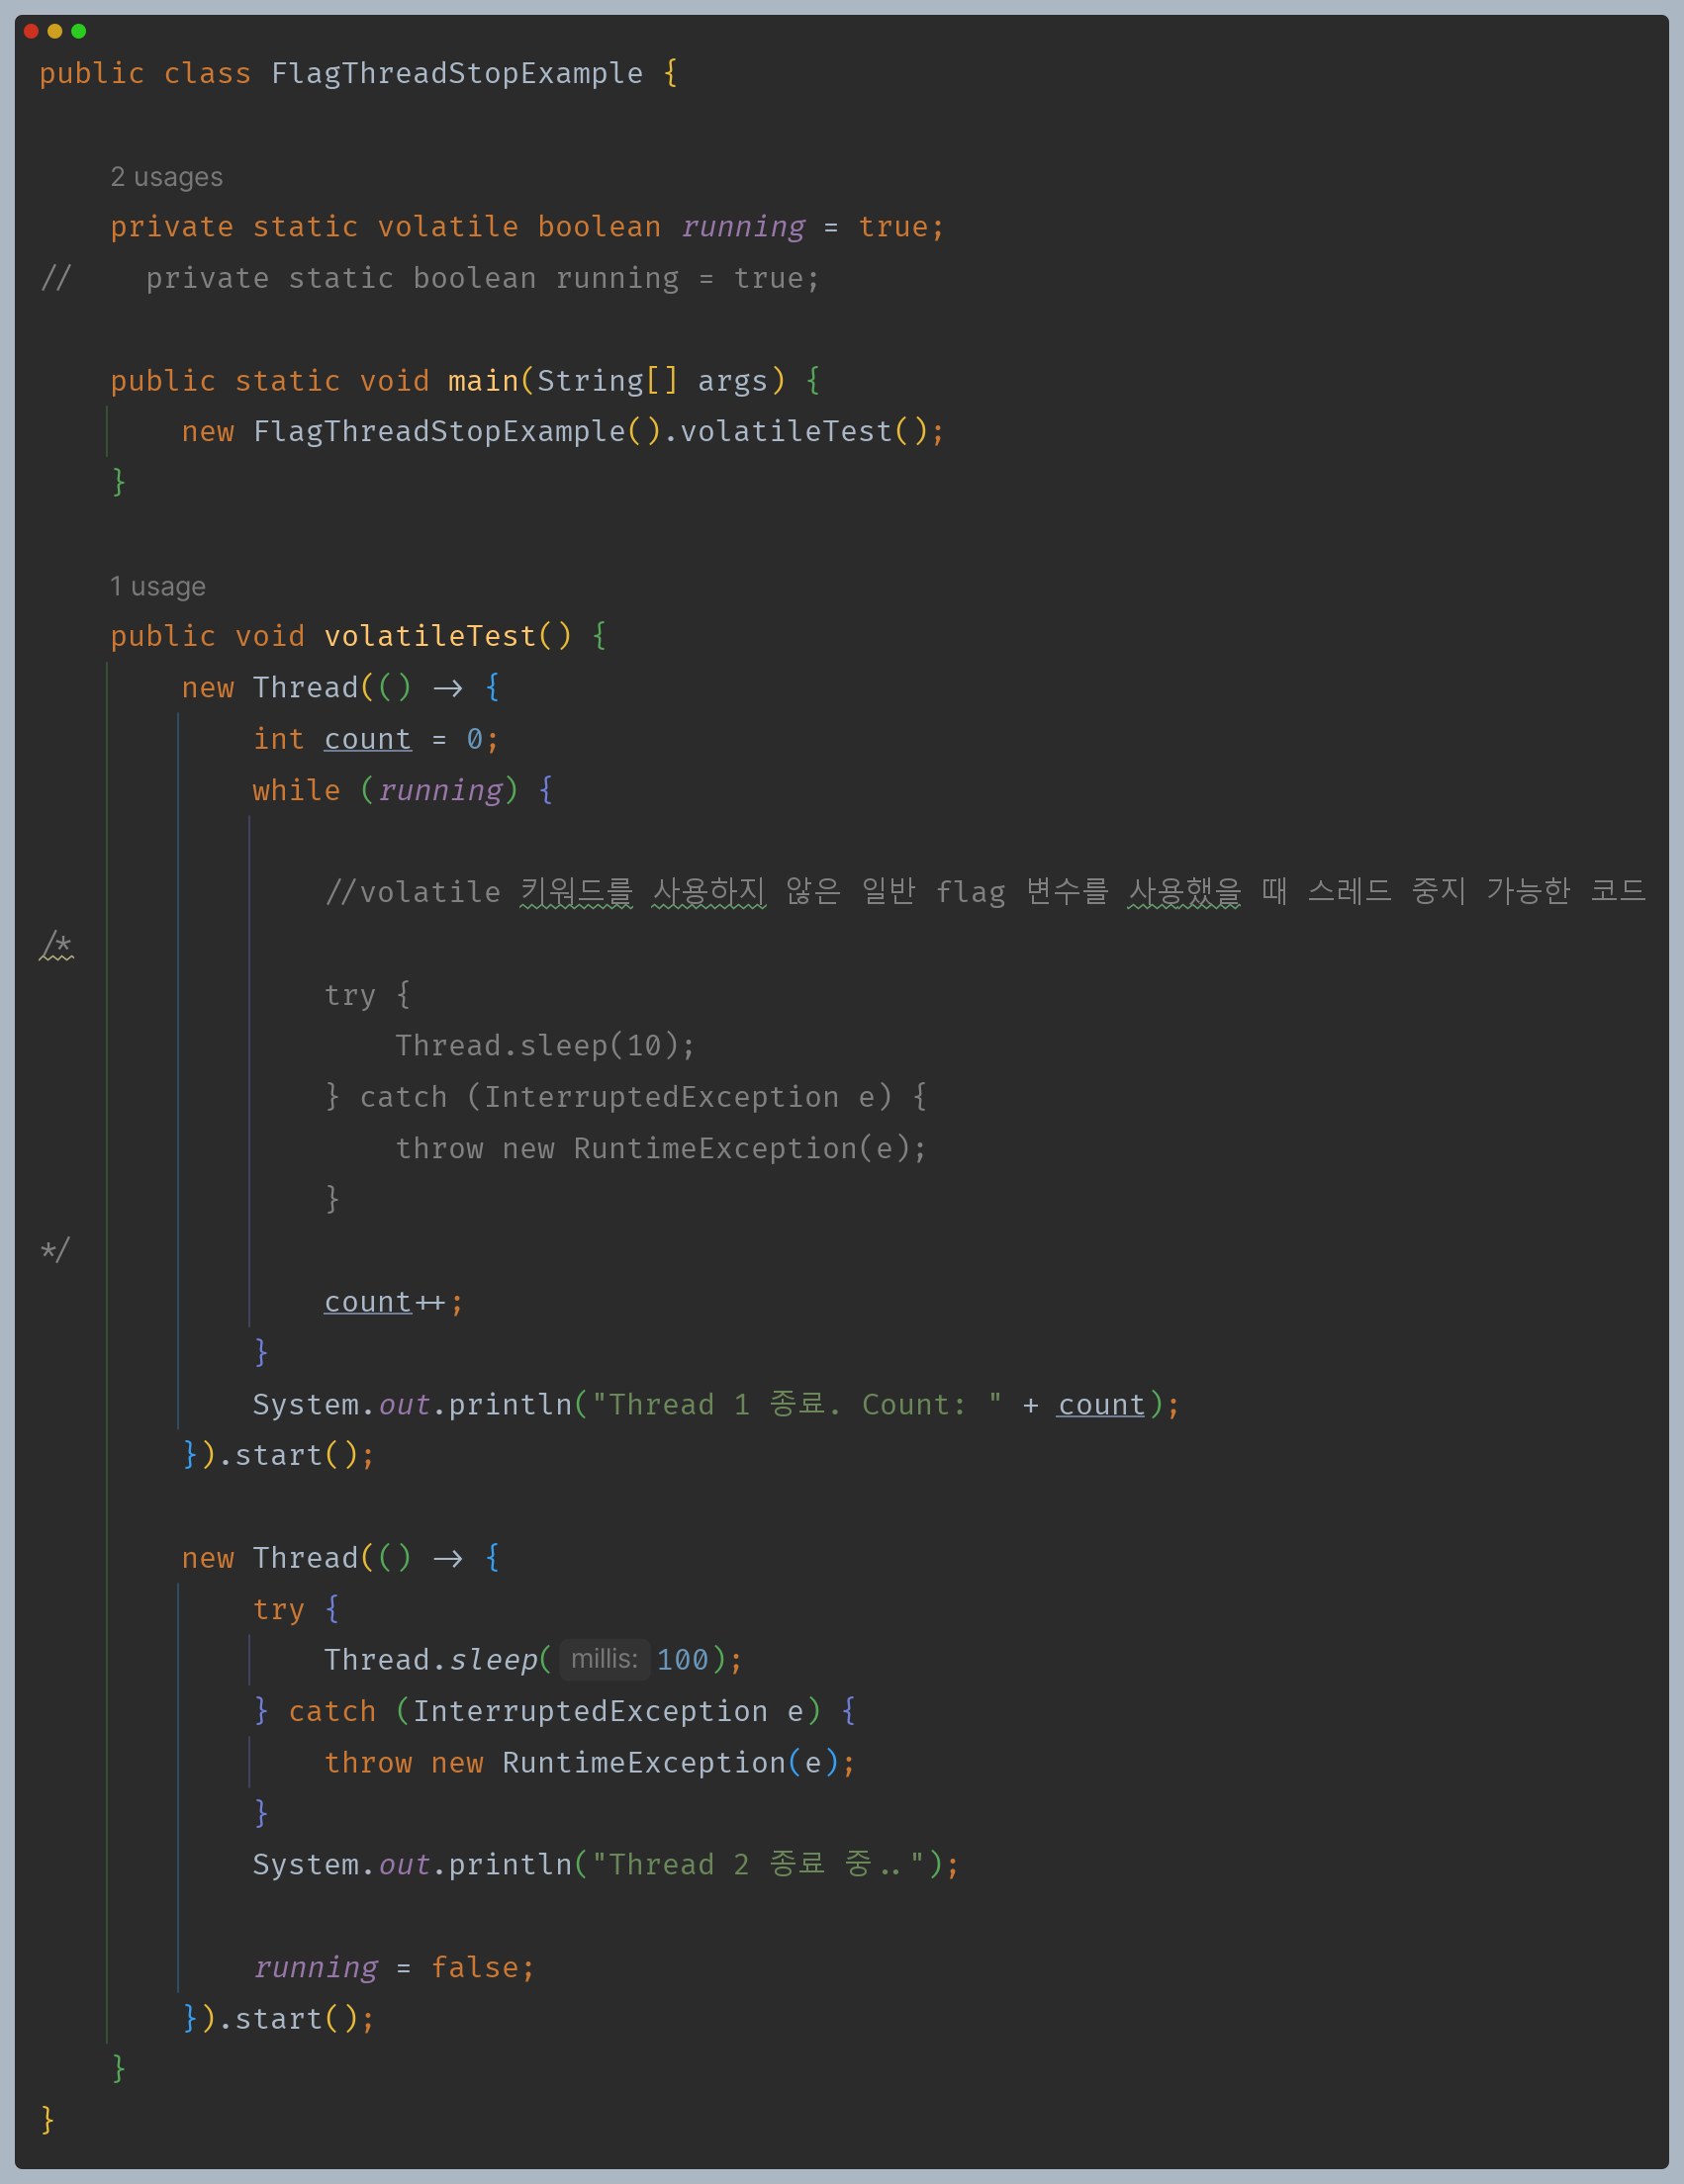 public class FlagThreadStopExample {
2 usages
private static volatile boolean running = true;
//    private static boolean running = true;
public static void main(String[] args) {
new FlagThreadStopExample().volatileTest();
}
1 usage
public void volatileTest() {
new Thread(() -> {
int count = 0;
while (running) {
//volatile 키워드를 사용하지 않은 일반 flag 변수를 사용했을 때 스레드 중지 가능한 코드
/*
try {
Thread.sleep(10);
} catch (InterruptedException e) {
throw new RuntimeException(e);
}
*/
count++;
}
System.out.println("Thread 1 종료. Count: " + count);
}).start();
new Thread(() -> {
try {
Thread.sleep( millis: 100);
} catch (InterruptedException e) {
throw new RuntimeException(e);
}
System.out.println("Thread 2 종료 중..");
running = false;
}).start();
}
}